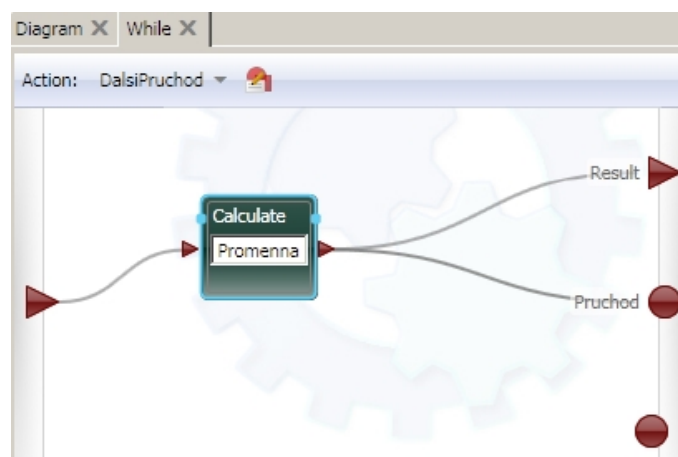 Diagram While
Action: DalsiPruchod
Result
Calculate
Promenna
Pruchod